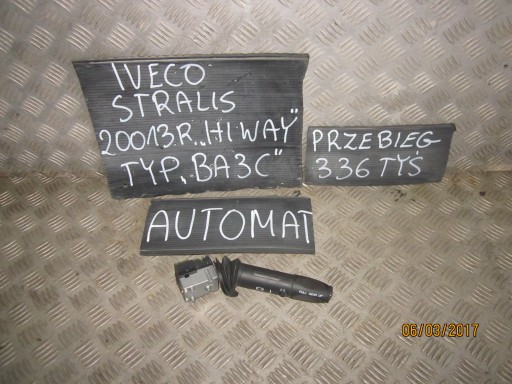 IVECO
STRALIS
20013R „HI WAY"
TYP „BA3C"
PRZEBIEG
336 TYŚ
AUTOMAT
06/03/2017